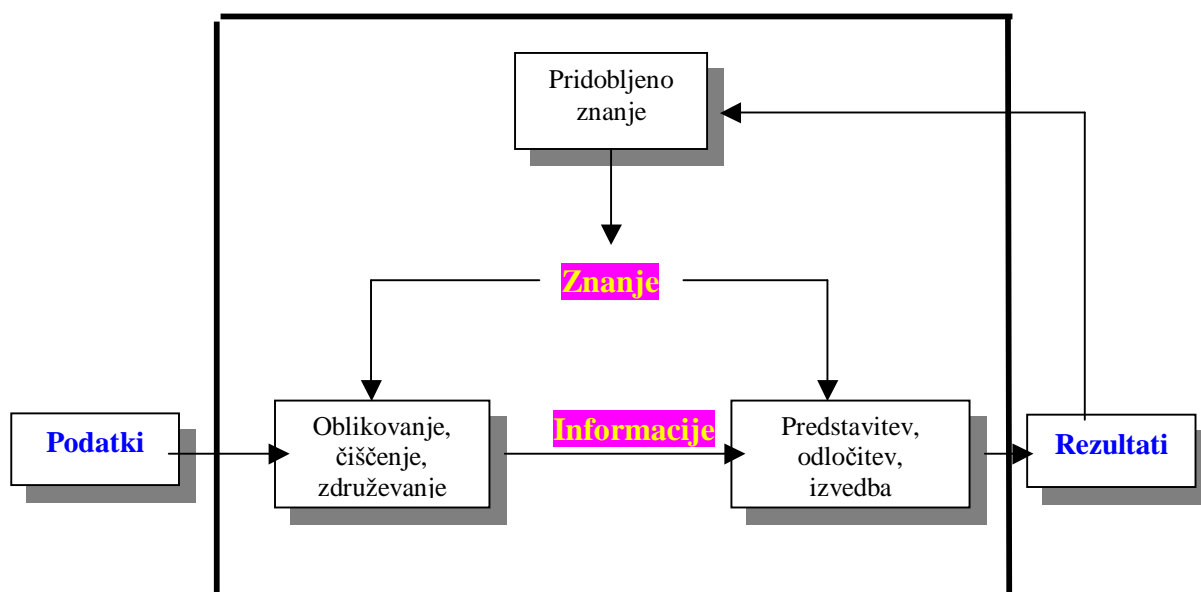 Pridobljeno
znanje
Znanje
Podatki
Oblikovanje,
čiščenje,
združevanje
Informacije
Predstavitev,
odločitev,
izvedba
Rezultati